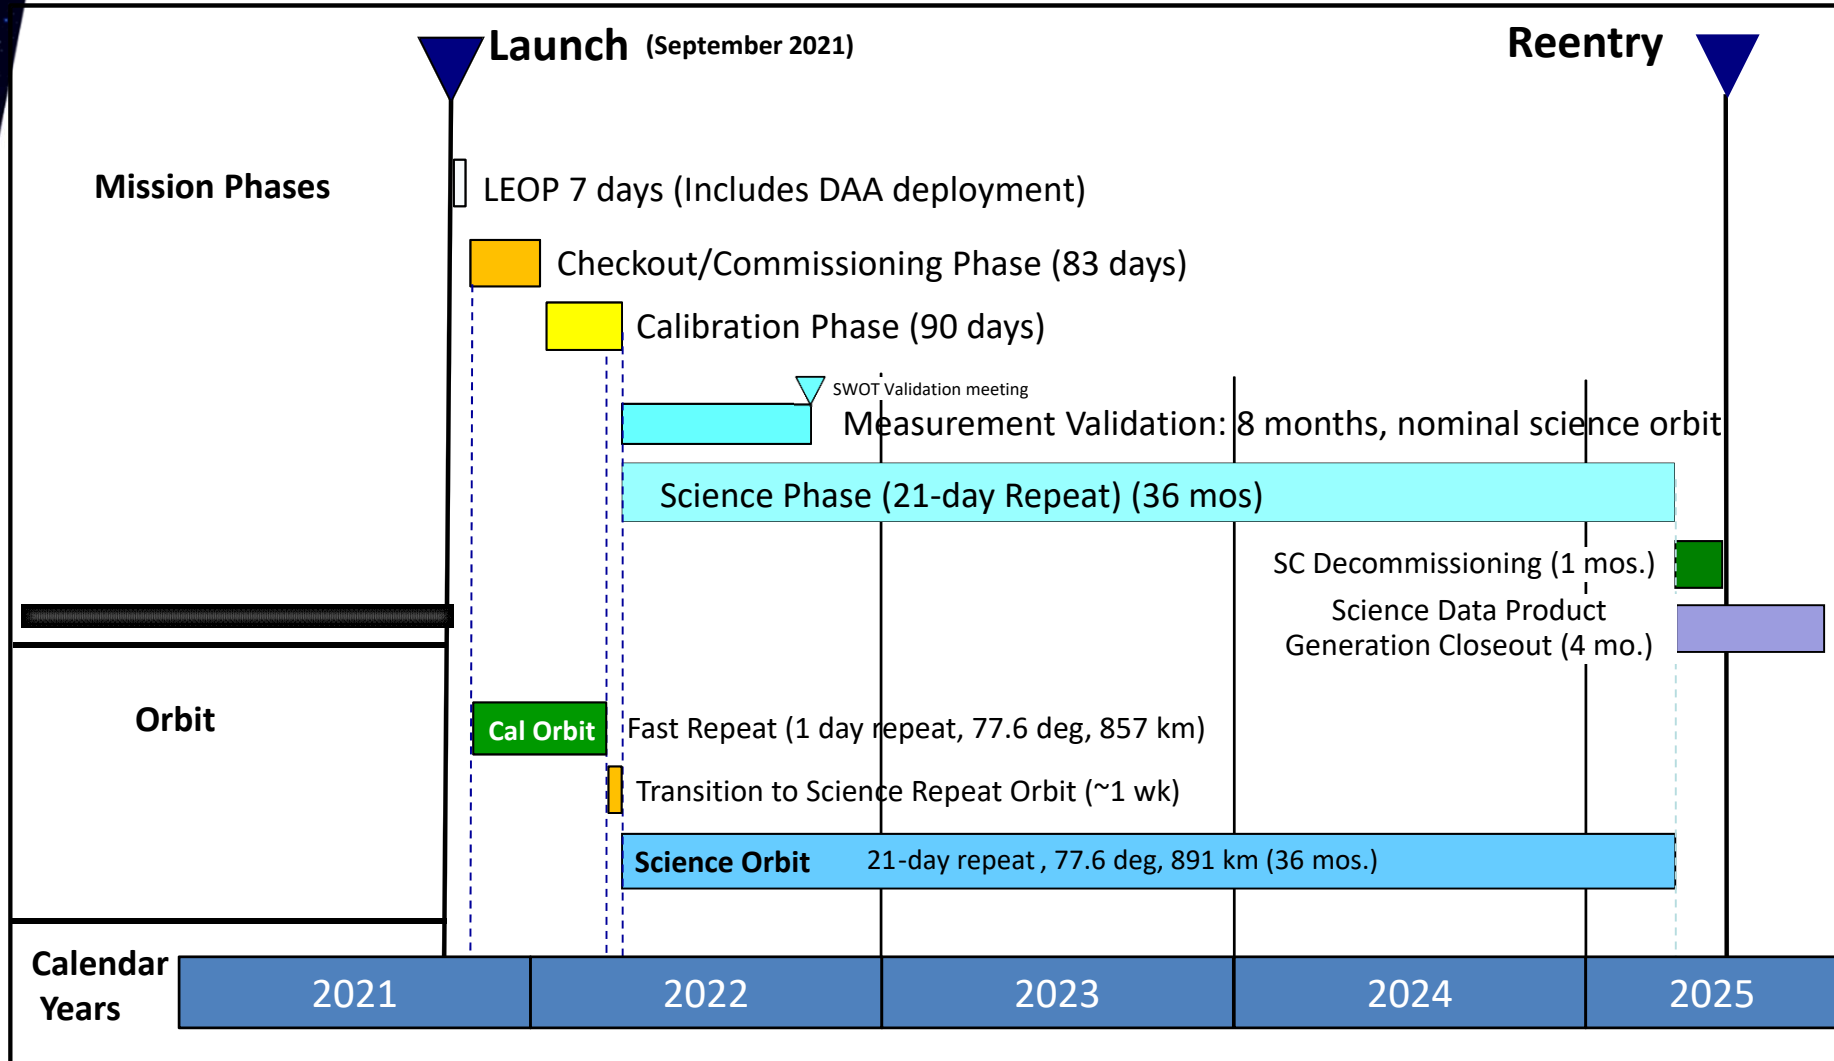 Launch (September 2021)
Reentry
Mission Phases
LEOP 7 days (Includes DAA deployment)
Checkout/Commissioning Phase (83 days)
Calibration Phase (90 days)
SWOT Validation meeting
Measurement Validation: 8 months, nominal science orbit
Science Phase (21-day Repeat) (36 mos)
SC Decommissioning (1 mos.)
Science Data Product
Generation Closeout (4 mo.)
Orbit
Cal Orbit
Fast Repeat (1 day repeat, 77.6 deg, 857 km)
Transition to Science Repeat Orbit (~1 wk)
Science Orbit
21-day repeat , 77.6 deg, 891 km (36 mos.)
Calendar
Years
2021
2022
2023
2024
2025